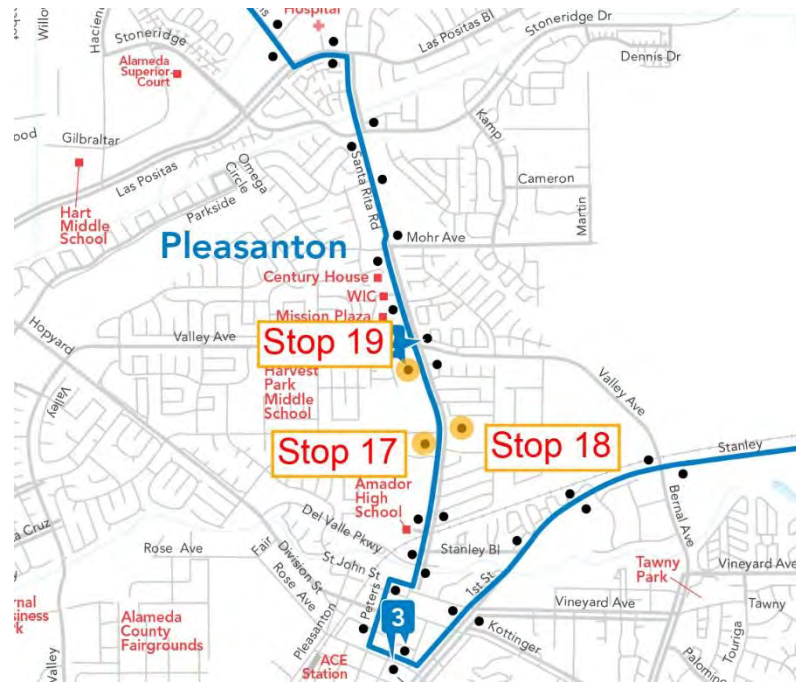 Hospital
Stoneridge
Las Positas Bl
Stoneridge Dr
Dennis Dr
Alameda
Superior
Court
Gilbraltar
Kamp
Las Positas
Omega
Circle
Santa Rita Rd
Cameron
Martin
Hart
Middle
School
Parkside
Mohr Ave
Pleasanton
Century House
WIC
Mission Plaza
Hopyard
Valley Ave
Stop 19
Harvest
Park
Middle
School
Valley
Valley Ave
Stop 17
Stop 18
Stanley
Amador
High
School
Del Valle Pkwy
Bernal Ave
Rose Ave
Fair
Division St
St John St
Stanley Bl
Rose Ave
Tawny
Park
Vineyard Ave
Peters
1st St
Pleasanton
Vineyard Ave
Tawny
Alameda
County
Fairgrounds
3
Kottinger
Touriga
ACE
Station
Valley